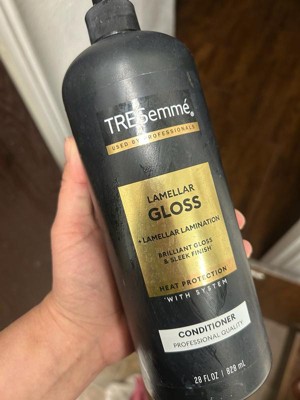 TRESemmé®
USED BY PROFESSIONALS
LAMELLAR
GLOSS
+ LAMELLAR LAMINATION
BRILLIANT GLOSS
& SLEEK FINISH
HEAT PROTECTION
WITH SYSTEM
CONDITIONER
PROFESSIONAL QUALITY
28 FL OZ | 828 mL